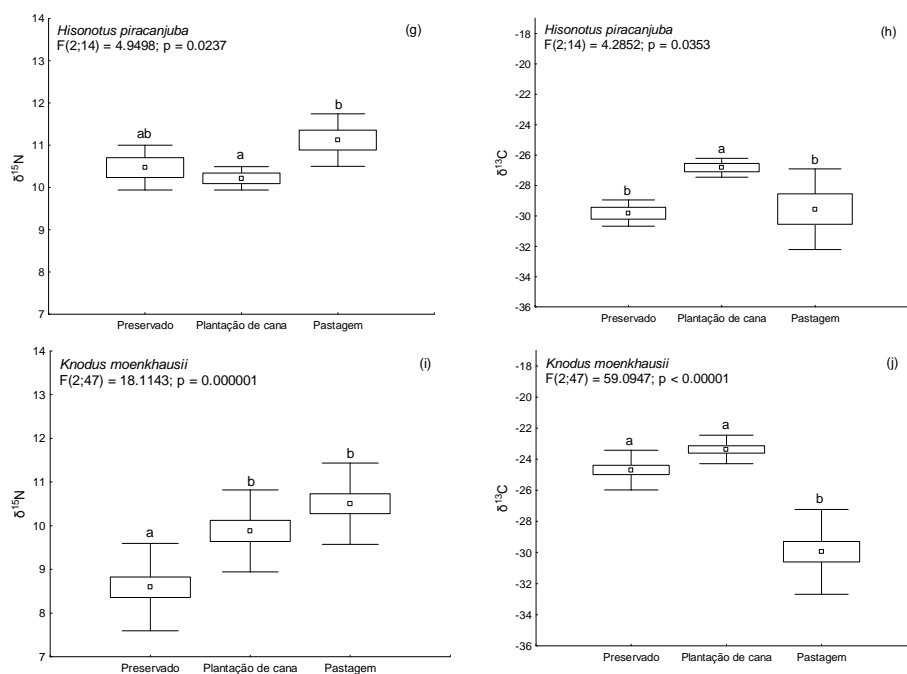 Hisonotus piracanjuba
(g)
F(2;14) = 4.9498; p = 0.0237
δ15N
14
13
12
11
10
9
8
7
ab
a
b
Preservado
Plantação de cana
Pastagem
Hisonotus piracanjuba
(h)
F(2;14) = 4.2852; p = 0.0353
δ13C
-18
-20
-22
-24
-26
-28
-30
-32
-34
-36
b
a
b
Preservado
Plantação de cana
Pastagem
Knodus moenkhausii
(i)
F(2;47) = 18.1143; p = 0.000001
δ15N
14
13
12
11
10
9
8
7
a
b
b
Preservado
Plantação de cana
Pastagem
Knodus moenkhausii
(j)
F(2;47) = 59.0947; p < 0.00001
δ13C
-18
-20
-22
-24
-26
-28
-30
-32
-34
-36
a
a
b
Preservado
Plantação de cana
Pastagem